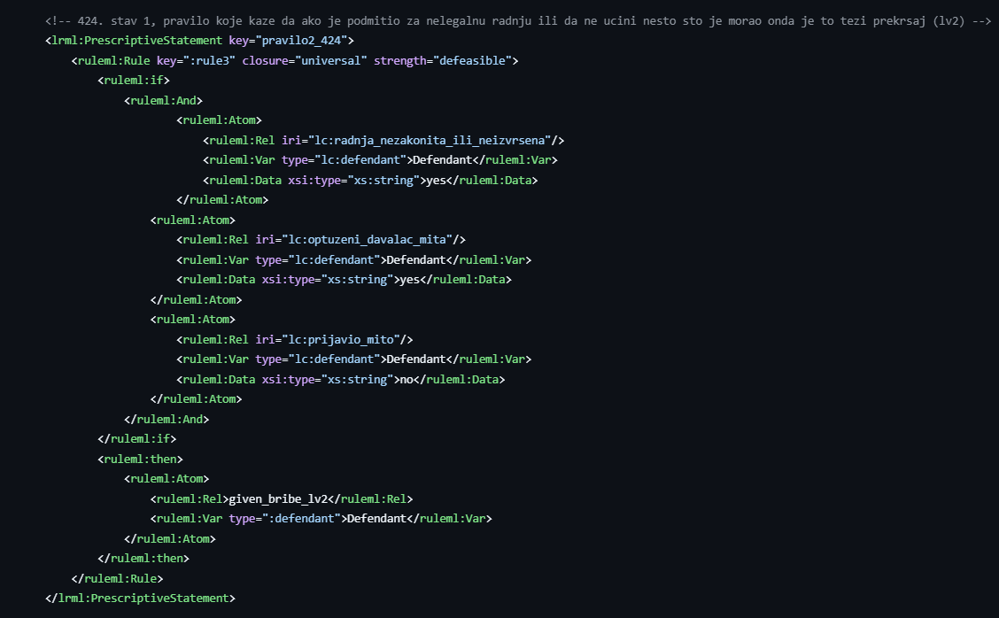 <!-- 424. stav 1, pravilo koje kaze da ako je podmitio za nelegalnu radnju ili da ne ucini nesto sto je morao onda je to tezi prekrsaj (lv2) -->
<lrml:PrescriptiveStatement key="pravilo2_424">
<ruleml:Rule key=":rule3" closure="universal" strength="defeasible">
<ruleml:if>
<ruleml:And>
<ruleml:Atom>
<ruleml:Rel iri="lc:radnja_nezakonita_ili_neizvrsena"/>
<ruleml:Var type="lc:defendant">Defendant</ruleml:Var>
<ruleml:Data xsi:type="xs:string">yes</ruleml:Data>
</ruleml:Atom>
<ruleml:Atom>
<ruleml:Rel iri="lc:optuzeni_davalac_mita"/>
<ruleml:Var type="lc:defendant">Defendant</ruleml:Var>
<ruleml:Data xsi:type="xs:string">yes</ruleml:Data>
</ruleml:Atom>
<ruleml:Atom>
<ruleml:Rel iri="lc:prijavio_mito"/>
<ruleml:Var type="lc:defendant">Defendant</ruleml:Var>
<ruleml:Data xsi:type="xs:string">no</ruleml:Data>
</ruleml:Atom>
</ruleml:And>
</ruleml:if>
<ruleml:then>
<ruleml:Atom>
<ruleml:Rel>given_bribe_lv2</ruleml:Rel>
<ruleml:Var type=":defendant">Defendant</ruleml:Var>
</ruleml:Atom>
</ruleml:then>
</ruleml:Rule>
</lrml:PrescriptiveStatement>